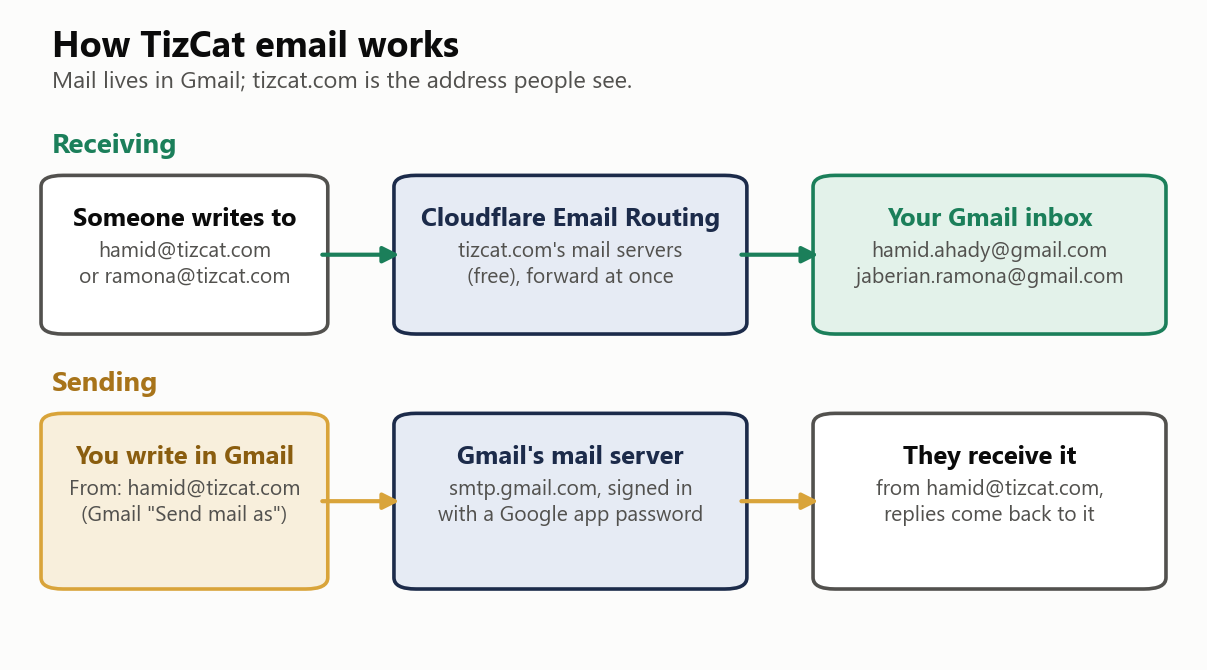 How TizCat email works
Mail lives in Gmail; tizcat.com is the address people see.
Receiving
Someone writes to
hamid@tizcat.com
or ramona@tizcat.com
Cloudflare Email Routing
tizcat.com's mail servers
(free), forward at once
Your Gmail inbox
hamid.ahady@gmail.com
jaberian.ramona@gmail.com
Sending
You write in Gmail
From: hamid@tizcat.com
(Gmail "Send mail as")
Gmail's mail server
smtp.gmail.com, signed in
with a Google app password
They receive it
from hamid@tizcat.com,
replies come back to it